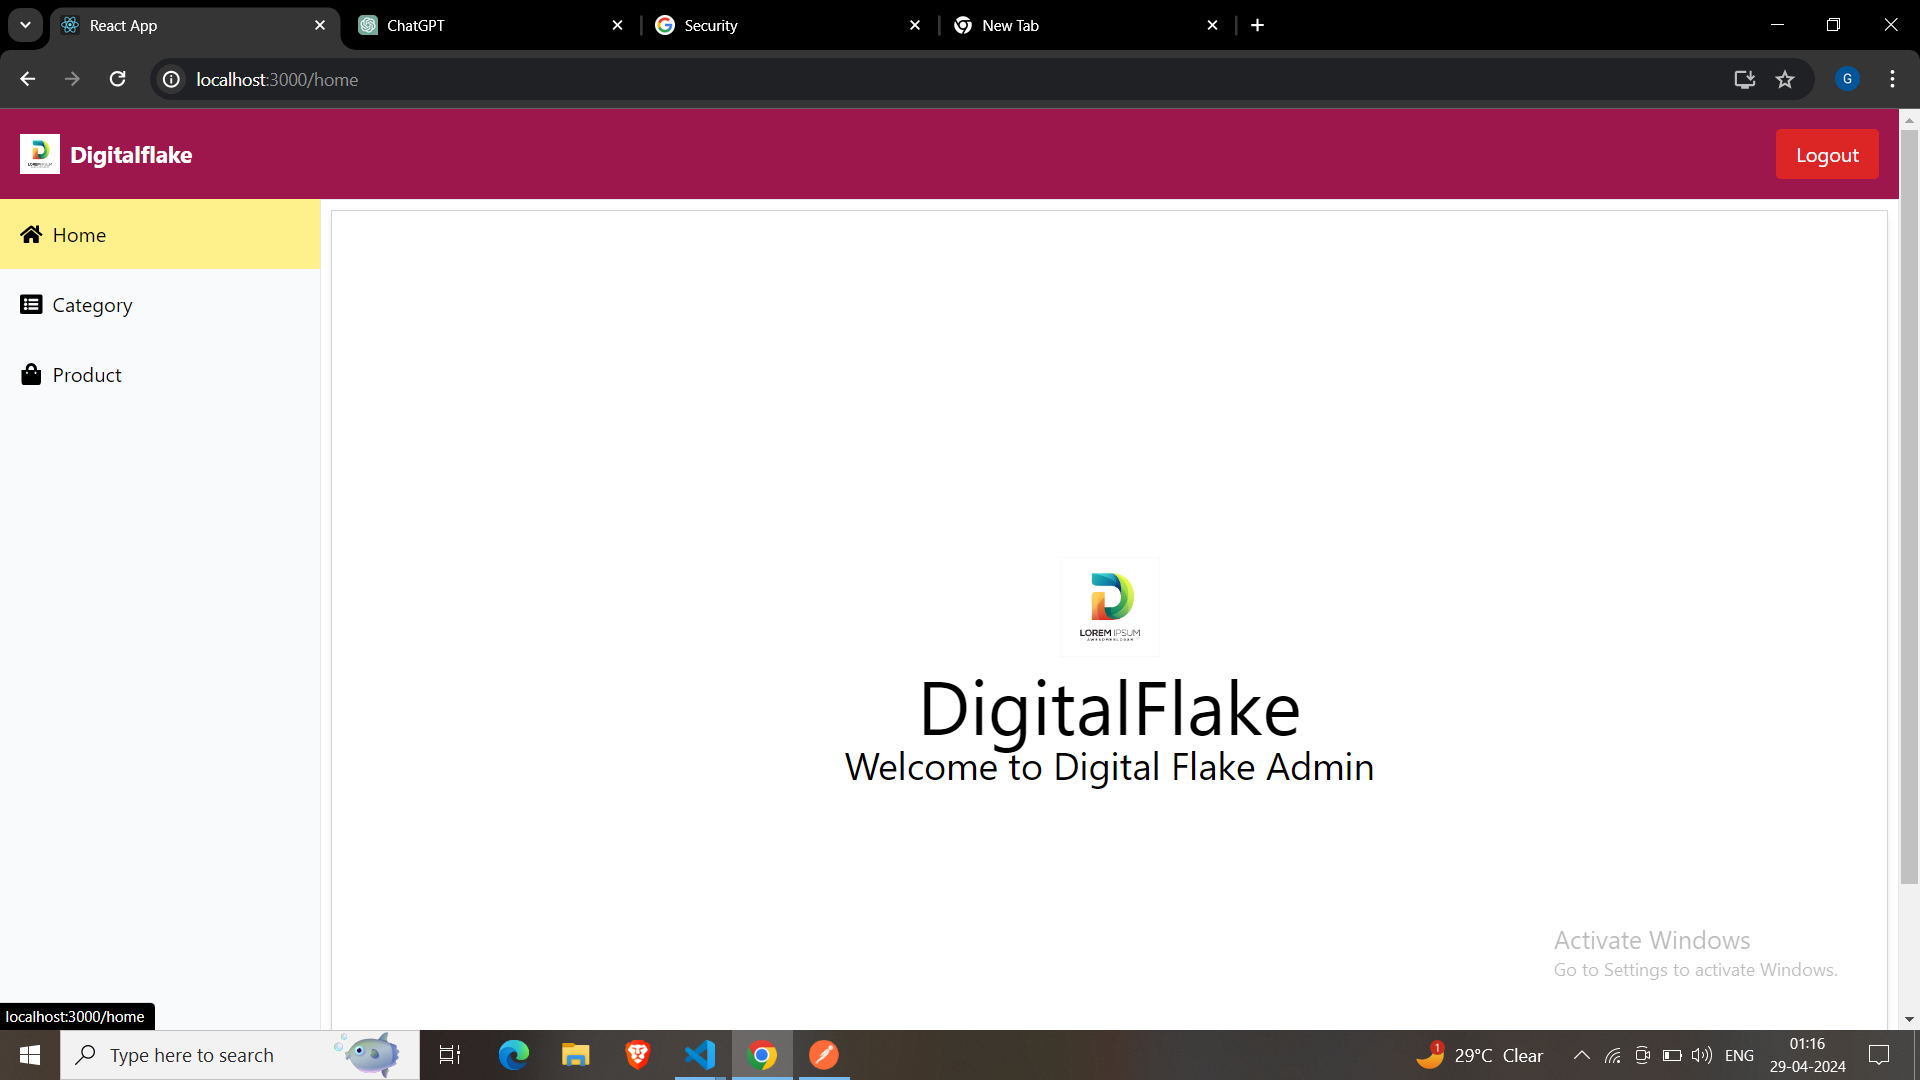 React App
ChatGPT
Security
New Tab
localhost:3000/home
G
Digitalflake
Logout
Home
Category
Product
LOREM IPSUM
DigitalFlake
Welcome to Digital Flake Admin
Activate Windows
Go to Settings to activate Windows.
localhost:3000/home
Type here to search
1
29°C Clear
ENG
01:16
29-04-2024